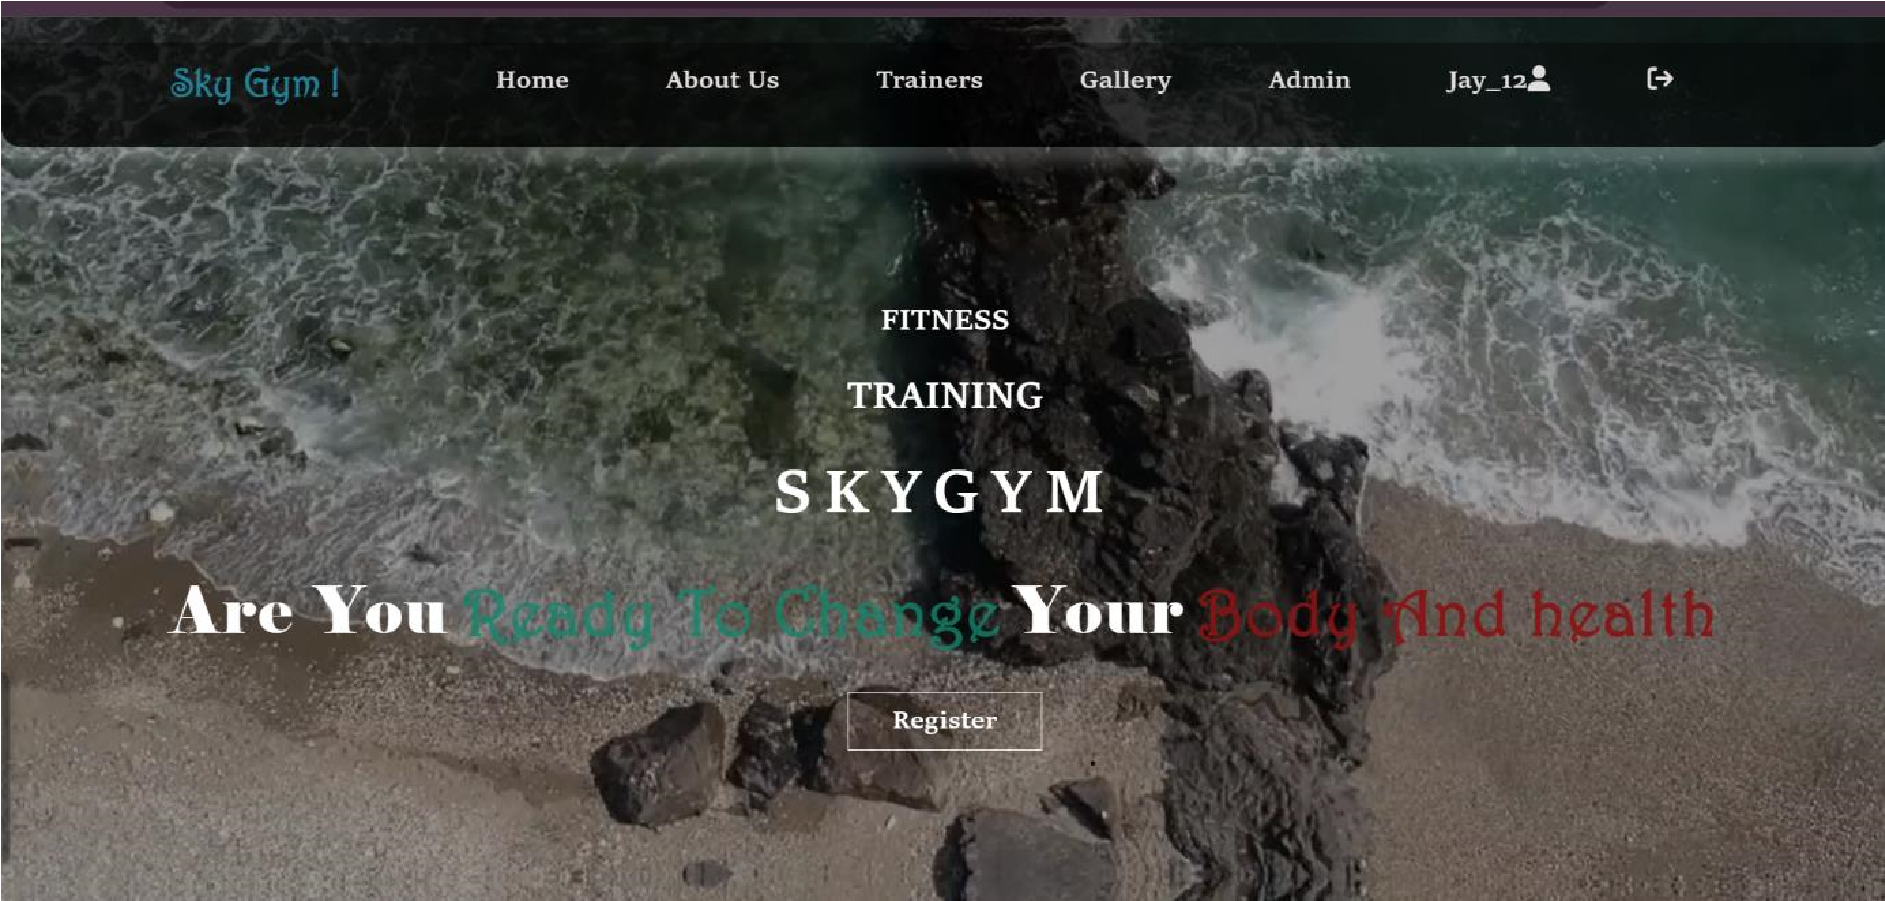 Sky Gym ! Home About Us Trainers Gallery Admin Jay_12
FITNESS
TRAINING
SKYGYM
Are You Ready To Change Your Body And health
Register